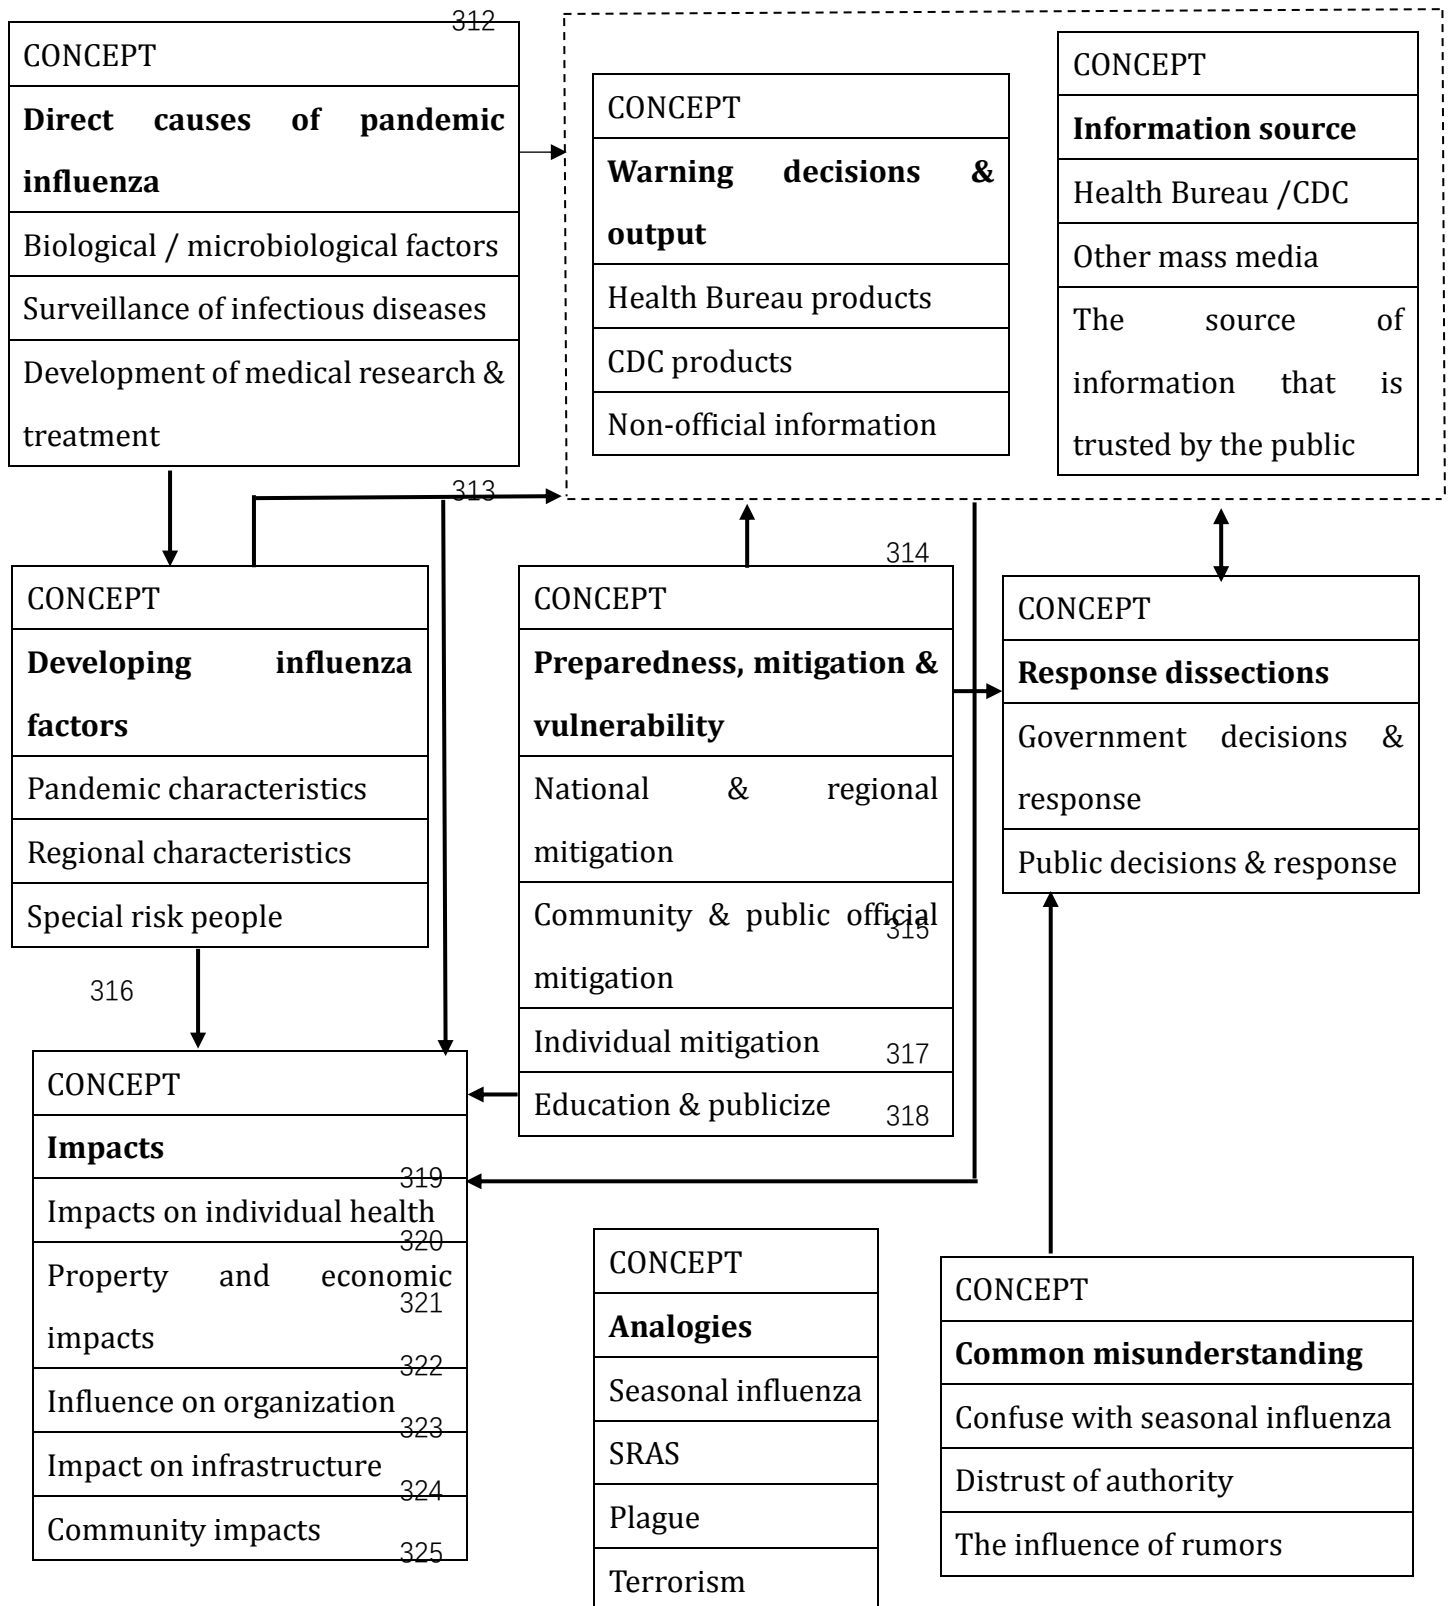 312
CONCEPT
Direct causes of pandemic
influenza
Biological / microbiological factors
Surveillance of infectious diseases
Development of medical research &
treatment
CONCEPT
Warning decisions &
output
Health Bureau products
CDC products
Non-official information
CONCEPT
Information source
Health Bureau /CDC
Other mass media
The source of
information that is
trusted by the public
313
314
CONCEPT
Developing influenza
factors
Pandemic characteristics
Regional characteristics
Special risk people
CONCEPT
Preparedness, mitigation &
vulnerability
National & regional
mitigation
Community & public official
315
mitigation
Individual mitigation
317
Education & publicize
318
CONCEPT
Response dissections
Government decisions &
response
Public decisions & response
316
CONCEPT
Impacts
319
Impacts on individual health
320
Property and economic
321
impacts
322
Influence on organization
323
Impact on infrastructure
324
Community impacts
325
CONCEPT
Analogies
Seasonal influenza
SRAS
Plague
Terrorism
CONCEPT
Common misunderstanding
Confuse with seasonal influenza
Distrust of authority
The influence of rumors